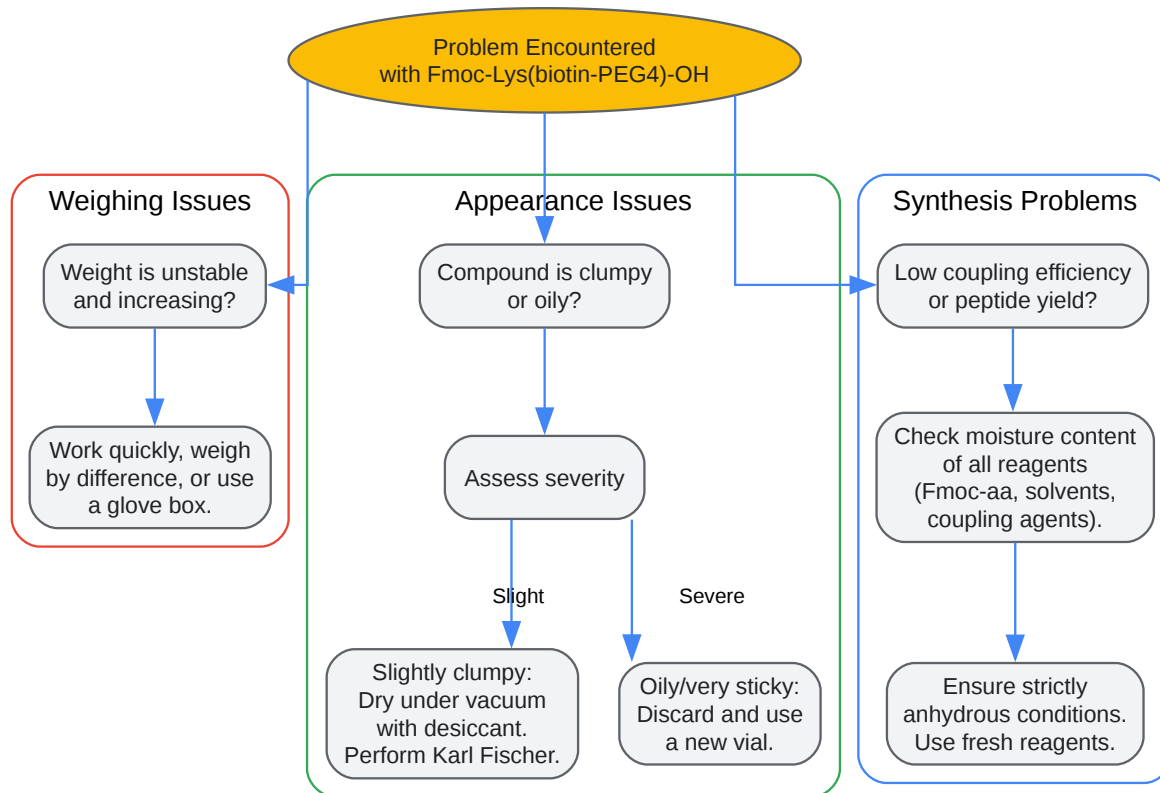 Problem Encountered
with Fmoc-Lys(biotin-PEG4)-OH
Weighing Issues
Weight is unstable
and increasing?
Work quickly, weigh
by difference, or use
a glove box.
Appearance Issues
Compound is clumpy
or oily?
Assess severity
Slight
Severe
Slightly clumpy:
Dry under vacuum
with desiccant.
Perform Karl Fischer.
Oily/very sticky:
Discard and use
a new vial.
Synthesis Problems
Low coupling efficiency
or peptide yield?
Check moisture content
of all reagents
(Fmoc-aa, solvents,
coupling agents).
Ensure strictly
anhydrous conditions.
Use fresh reagents.